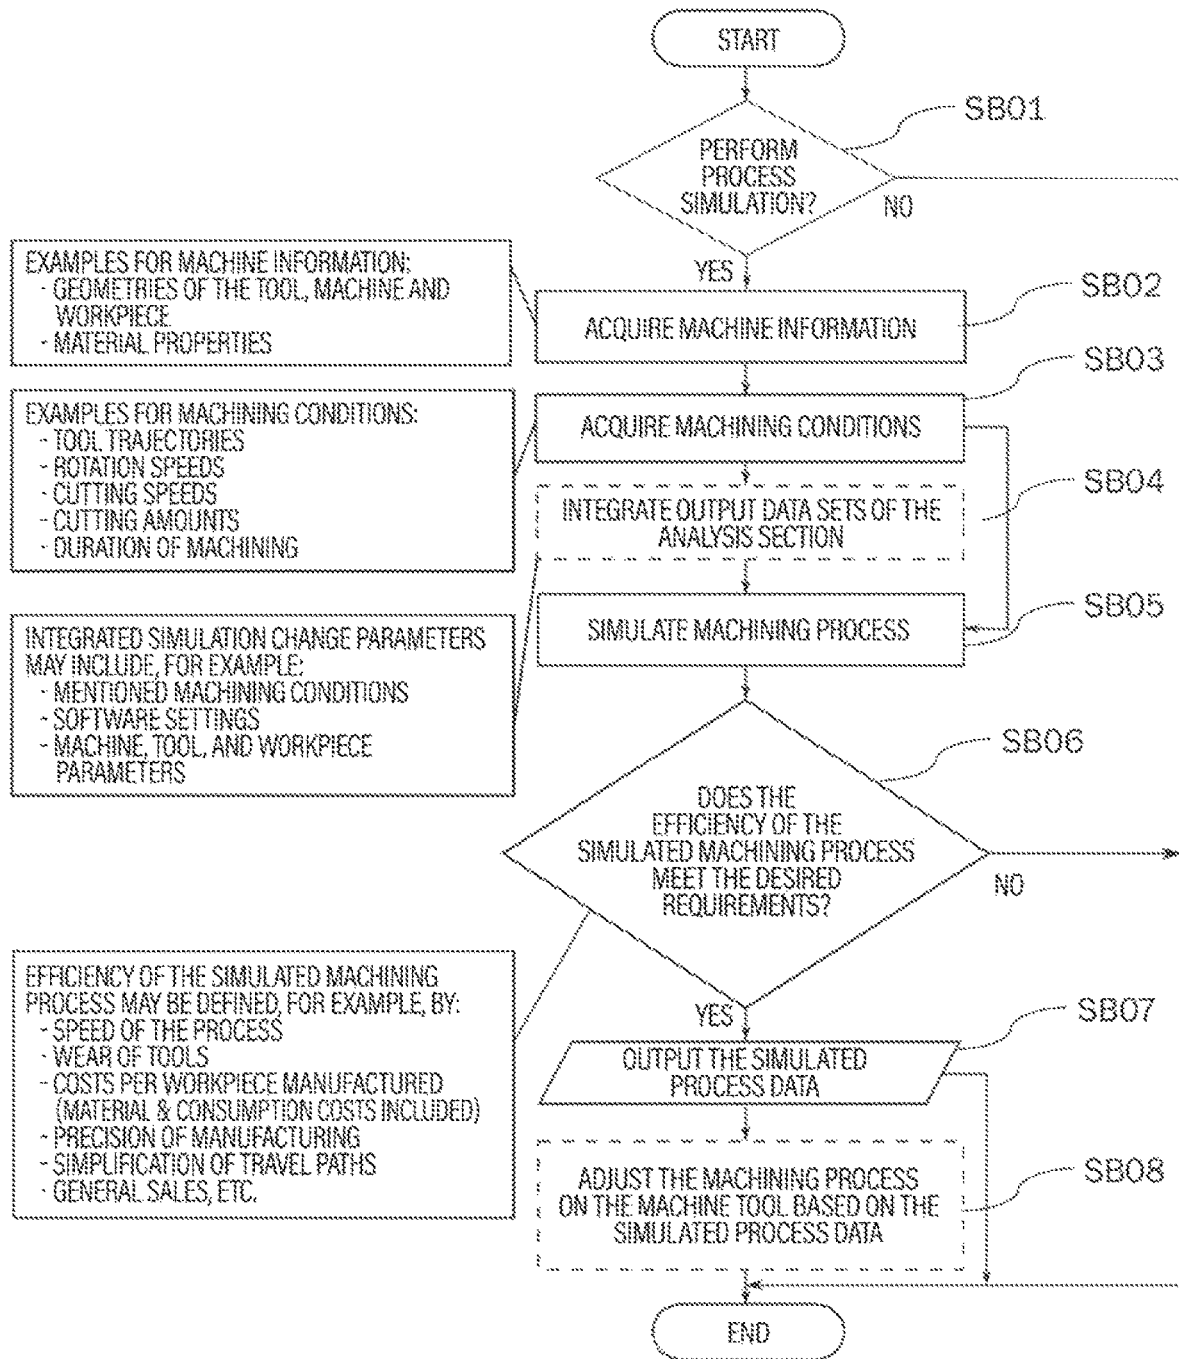 START
SB01
PERFORM
PROCESS
SIMULATION?
NO
YES
EXAMPLES FOR MACHINE INFORMATION:
- GEOMETRIES OF THE TOOL, MACHINE AND
WORKPIECE
- MATERIAL PROPERTIES
SB02
ACQUIRE MACHINE INFORMATION
SB03
EXAMPLES FOR MACHINING CONDITIONS:
- TOOL TRAJECTORIES
- ROTATION SPEEDS
- CUTTING SPEEDS
- CUTTING AMOUNTS
- DURATION OF MACHINING
ACQUIRE MACHINING CONDITIONS
SB04
INTEGRATE OUTPUT DATA SETS OF THE
ANALYSIS SECTION
SB05
SIMULATE MACHINING PROCESS
INTEGRATED SIMULATION CHANGE PARAMETERS
MAY INCLUDE, FOR EXAMPLE:
- MENTIONED MACHINING CONDITIONS
- SOFTWARE SETTINGS
- MACHINE, TOOL, AND WORKPIECE
PARAMETERS
SB06
DOES THE
EFFICIENCY OF THE
SIMULATED MACHINING PROCESS
MEET THE DESIRED
REQUIREMENTS?
NO
YES
EFFICIENCY OF THE SIMULATED MACHINING
PROCESS MAY BE DEFINED, FOR EXAMPLE, BY:
- SPEED OF THE PROCESS
- WEAR OF TOOLS
- COSTS PER WORKPIECE MANUFACTURED
(MATERIAL & CONSUMPTION COSTS INCLUDED)
- PRECISION OF MANUFACTURING
- SIMPLIFICATION OF TRAVEL PATHS
- GENERAL SALES, ETC.
SB07
OUTPUT THE SIMULATED
PROCESS DATA
SB08
ADJUST THE MACHINING PROCESS
ON THE MACHINE TOOL BASED ON THE
SIMULATED PROCESS DATA
END